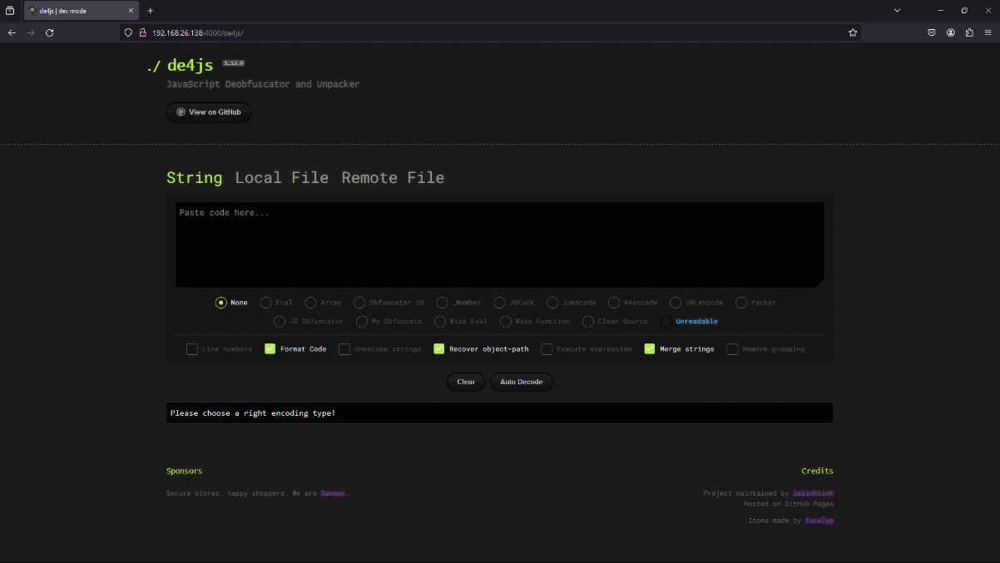 de4js | dev mode
192.168.26.138:4000/de4js/
./ de4js 1.12.0
JavaScript Deobfuscator and Unpacker
View on GitHub
String Local File Remote File
Paste code here...
None Eval Array Obfuscator IO _Number JSFuck JJencode AAencode URLencode Packer
JS Obfuscator My Obfuscate Wise Eval Wise Function Clean Source Unreadable
Line numbers Format Code Unescape strings Recover object-path Execute expression Merge strings Remove grouping
Clear Auto Decode
Please choose a right encoding type!
Sponsors Credits
Secure stores, happy shoppers. We are Sansec. Project maintained by lelinhtinh
Hosted on GitHub Pages
Icons made by Eucalyp